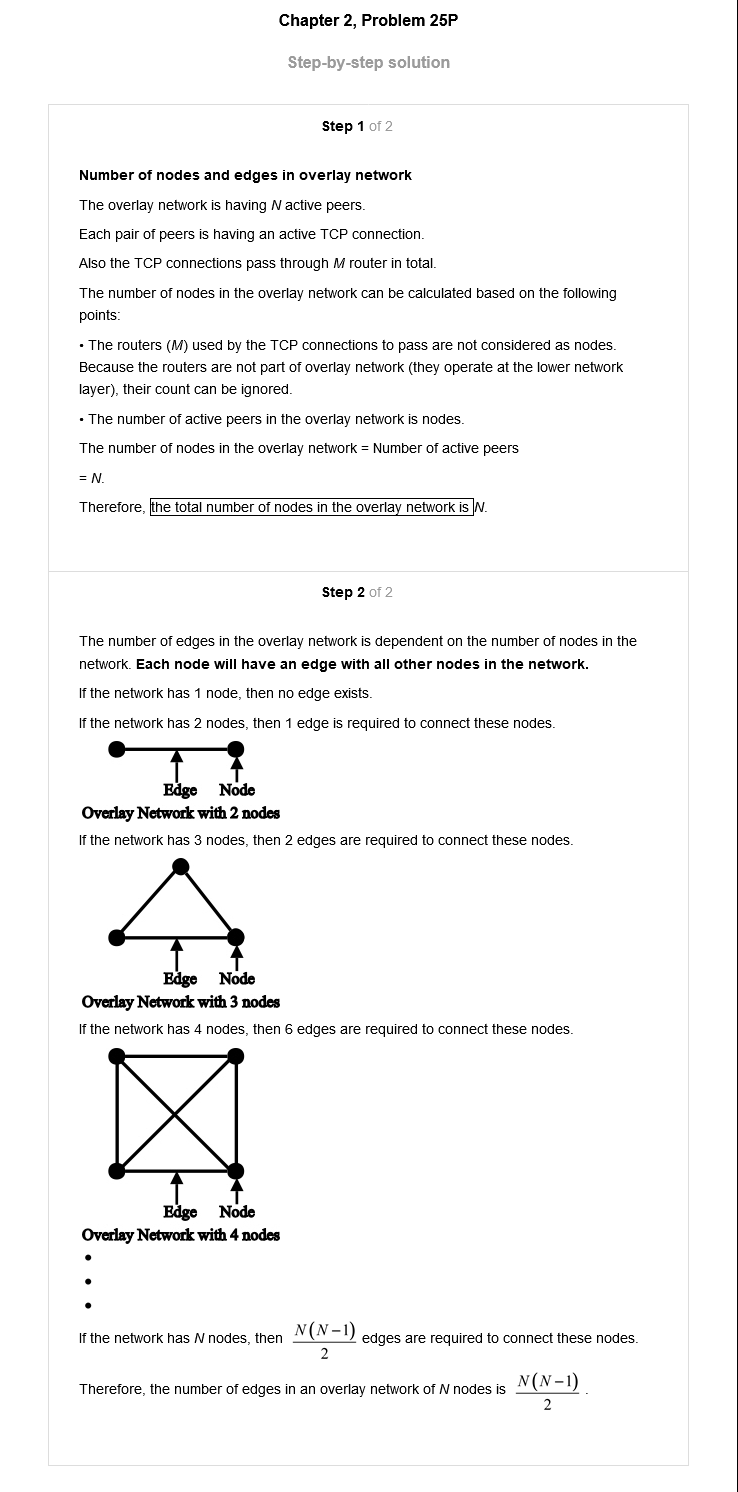 Chapter 2, Problem 25P
Step-by-step solution
Step 1 of 2
Number of nodes and edges in overlay network
The overlay network is having N active peers.
Each pair of peers is having an active TCP connection.
Also the TCP connections pass through M router in total.
The number of nodes in the overlay network can be calculated based on the following
points:
• The routers (M) used by the TCP connections to pass are not considered as nodes.
Because the routers are not part of overlay network (they operate at the lower network
layer), their count can be ignored.
• The number of active peers in the overlay network is nodes.
The number of nodes in the overlay network = Number of active peers
= N.
Therefore, the total number of nodes in the overlay network is N.
Step 2 of 2
The number of edges in the overlay network is dependent on the number of nodes in the
network. Each node will have an edge with all other nodes in the network.
If the network has 1 node, then no edge exists.
If the network has 2 nodes, then 1 edge is required to connect these nodes.
Edge Node
Overlay Network with 2 nodes
If the network has 3 nodes, then 2 edges are required to connect these nodes.
Edge Node
Overlay Network with 3 nodes
If the network has 4 nodes, then 6 edges are required to connect these nodes.
Edge Node
Overlay Network with 4 nodes
•
•
•
If the network has N nodes, then N(N−1)/2 edges are required to connect these nodes.
Therefore, the number of edges in an overlay network of N nodes is N(N−1)/2 .